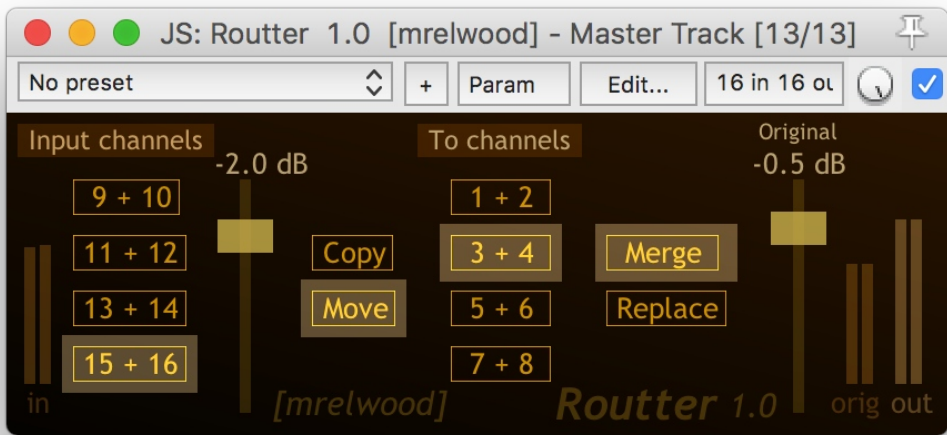 JS: Routter 1.0 [mrelwood] - Master Track [13/13]
No preset + Param Edit... 16 in 16 ou
Input channels To channels Original
-2.0 dB -0.5 dB
9 + 10 1 + 2
11 + 12 Copy 3 + 4 Merge
13 + 14 Move 5 + 6 Replace
15 + 16 7 + 8
in [mrelwood] Routter 1.0 orig out